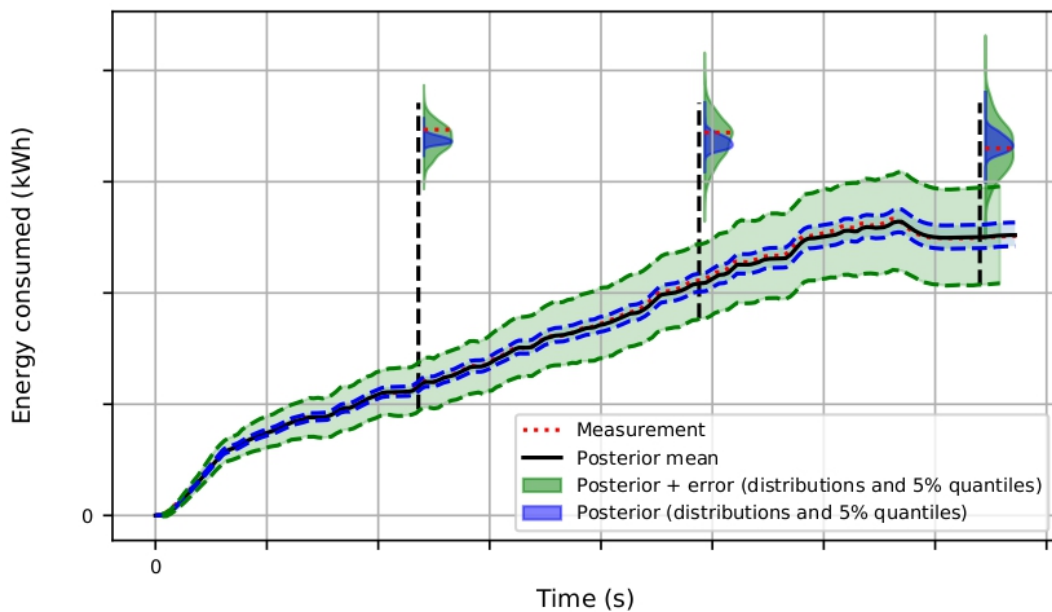 Energy consumed (kWh)
0
0
Time (s)
Measurement
Posterior mean
Posterior + error (distributions and 5% quantiles)
Posterior (distributions and 5% quantiles)